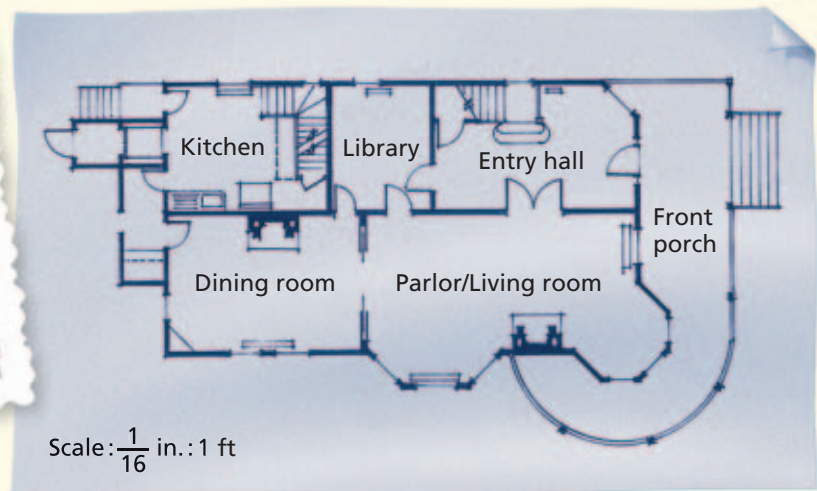 Kitchen
Library
Entry hall
Front
porch
Dining room
Parlor/Living room
Scale: 1/16 in. : 1 ft